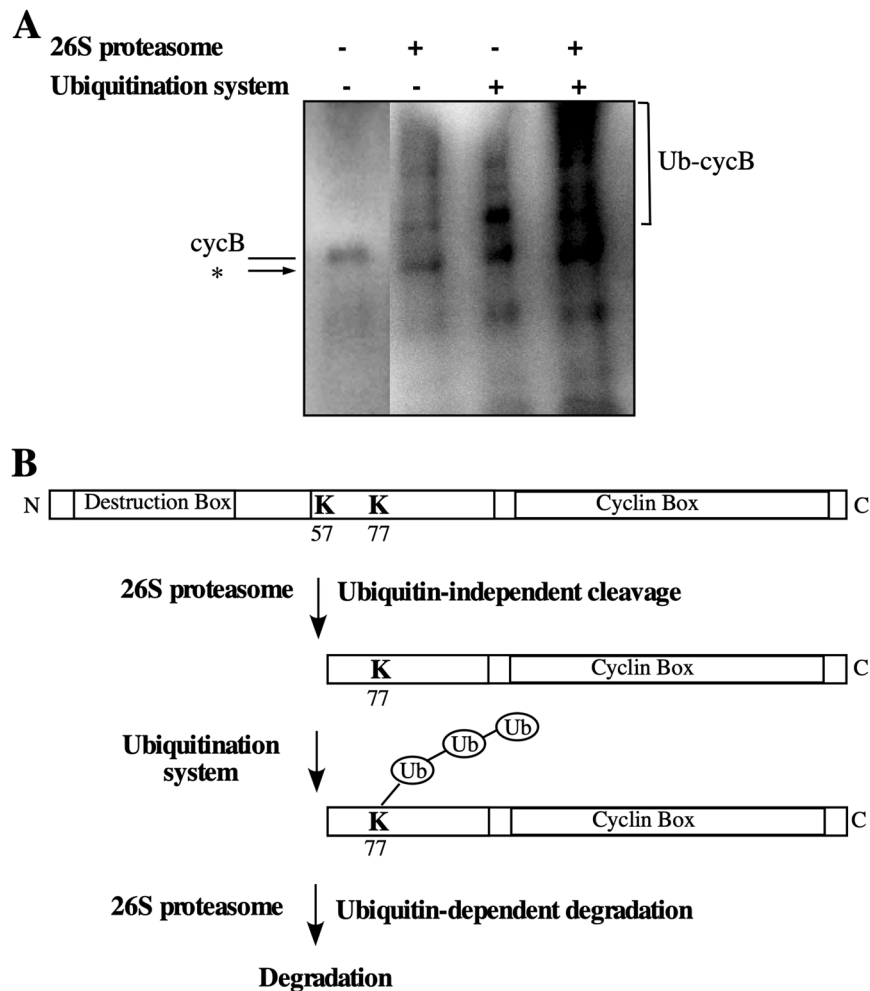 A
26S proteasome - + - +
Ubiquitination system - - + +
Ub-cycB
cycB
*
B
N Destruction Box K K Cyclin Box C
57 77
26S proteasome Ubiquitin-independent cleavage
K Cyclin Box C
77
Ub Ub Ub
Ubiquitination
system
K Cyclin Box C
77
26S proteasome Ubiquitin-dependent degradation
Degradation